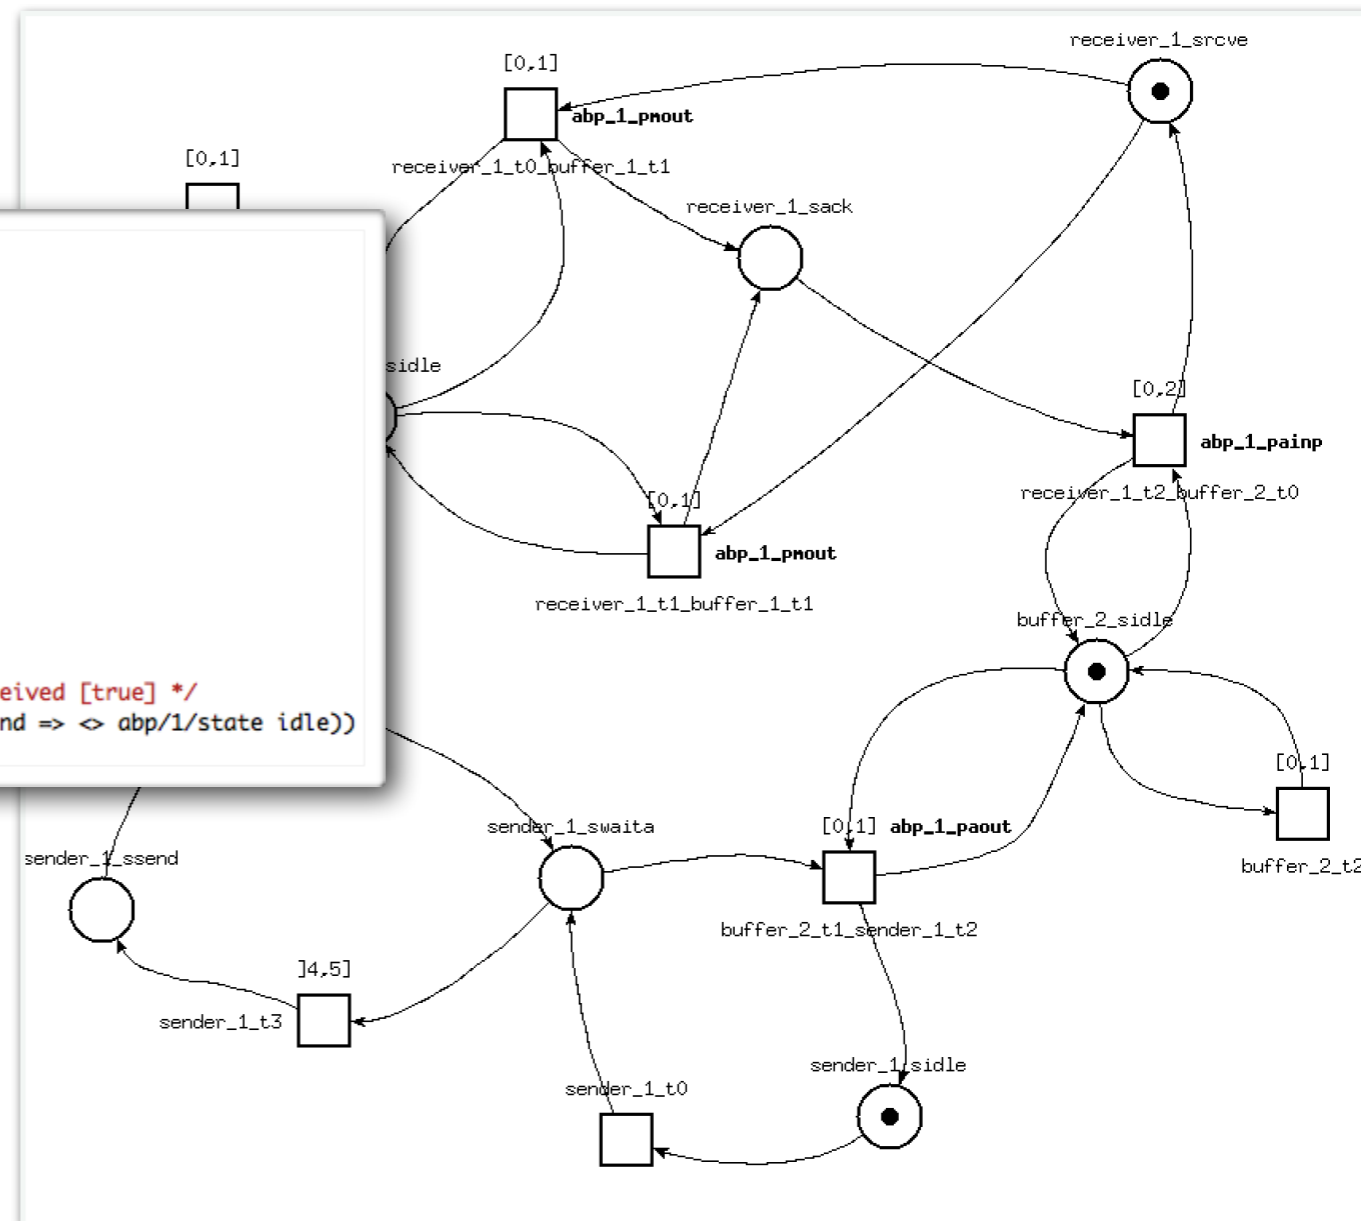 receiver_1_srcve
[0,1]
abp_1_pmout
receiver_1_t0_buffer_1_t1
[0,1]
receiver_1_sack
sidle
[0,2]
abp_1_painp
receiver_1_t2_buffer_2_t0
[0,1]
abp_1_pmout
receiver_1_t1_buffer_1_t1
buffer_2_sidle
eived [true] */
nd => <> abp/1/state idle))
[0,1]
sender_1_swaita
[0,1] abp_1_paout
sender_1_ssend
buffer_2_t2
buffer_2_t1_sender_1_t2
]4,5]
sender_1_t3
sender_1_sidle
sender_1_t0